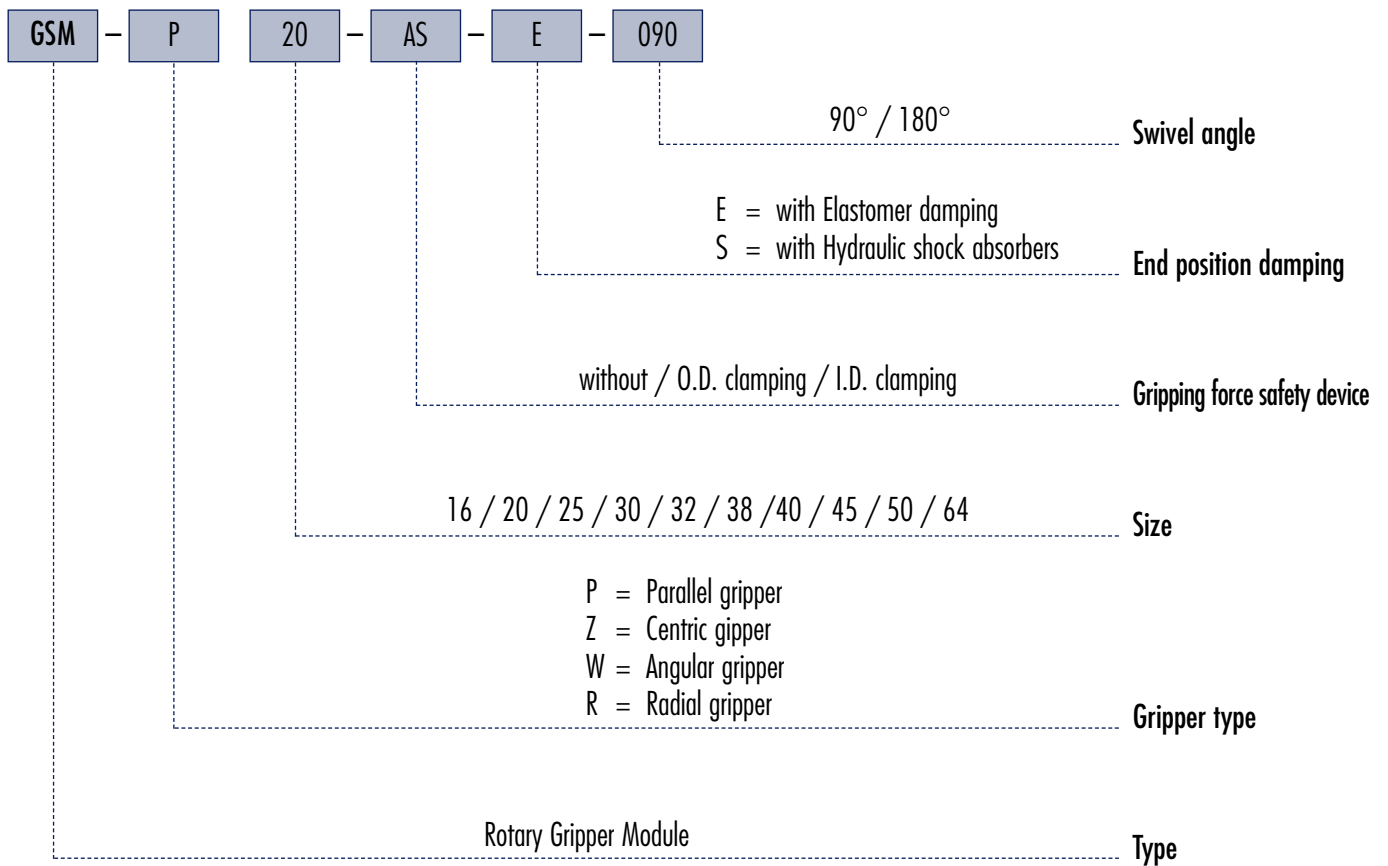 GSM – P 20 – AS – E – 090
90° / 180° Swivel angle
E = with Elastomer damping
S = with Hydraulic shock absorbers
End position damping
without / O.D. clamping / I.D. clamping
Gripping force safety device
16 / 20 / 25 / 30 / 32 / 38 /40 / 45 / 50 / 64
Size
P = Parallel gripper
Z = Centric gipper
W = Angular gripper
R = Radial gripper
Gripper type
Rotary Gripper Module
Type